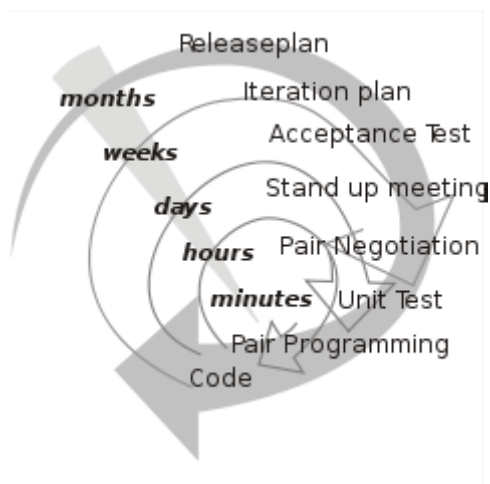 Releaseplan
months
Iteration plan
Acceptance Test
weeks
Stand up meeting
days
Pair Negotiation
hours
minutes
Unit Test
Pair Programming
Code